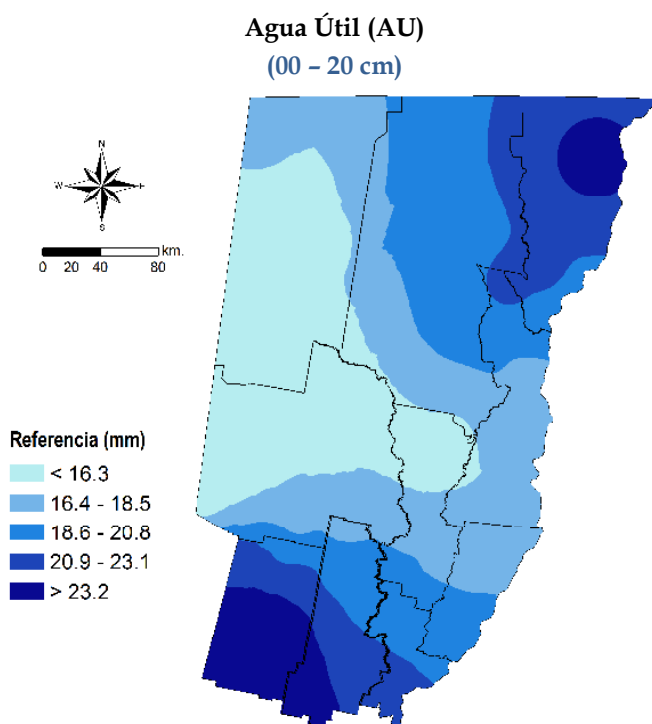 Agua Útil (AU)
(00 – 20 cm)
N
W E
S
km.
0 20 40 80
Referencia (mm)
< 16.3
16.4 - 18.5
18.6 - 20.8
20.9 - 23.1
> 23.2